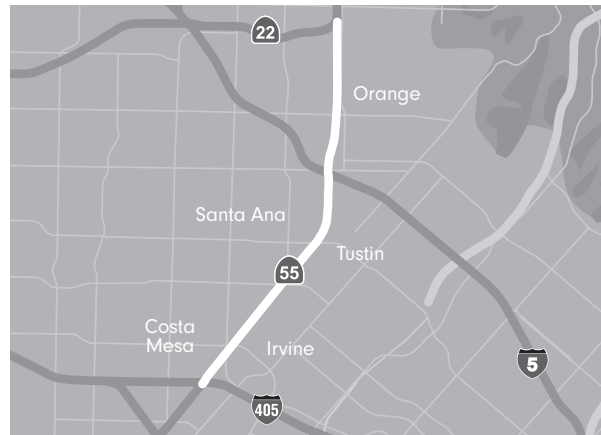 22
Orange
Santa Ana
Tustin
55
Costa
Mesa
Irvine
5
405